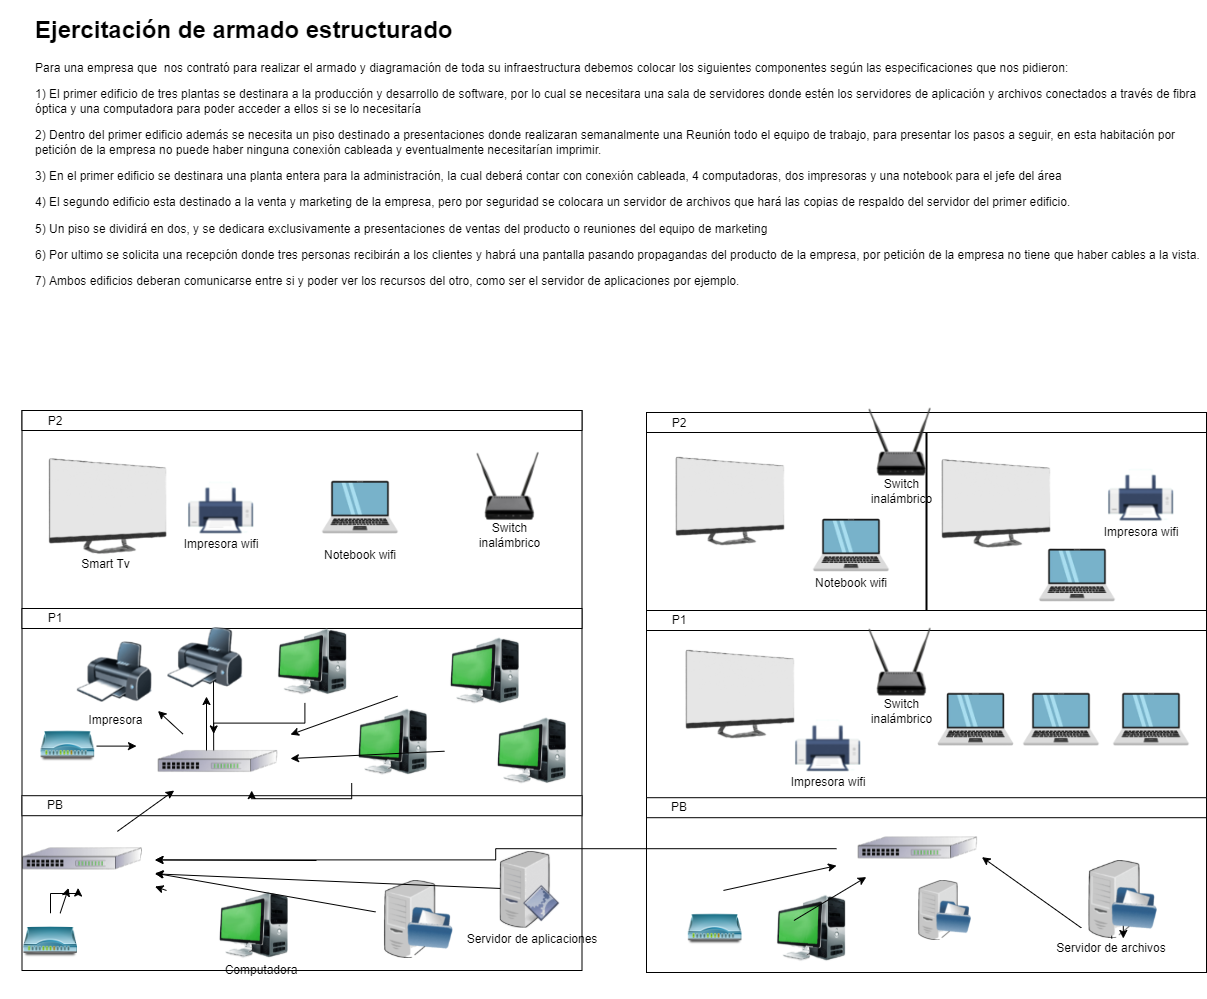 Ejercitación de armado estructurado
Para una empresa que  nos contrató para realizar el armado y diagramación de toda su infraestructura debemos colocar los siguientes componentes según las especificaciones que nos pidieron:
1) El primer edificio de tres plantas se destinara a la producción y desarrollo de software, por lo cual se necesitara una sala de servidores donde estén los servidores de aplicación y archivos conectados a través de fibra
óptica y una computadora para poder acceder a ellos si se lo necesitaría
2) Dentro del primer edificio además se necesita un piso destinado a presentaciones donde realizaran semanalmente una Reunión todo el equipo de trabajo, para presentar los pasos a seguir, en esta habitación por
petición de la empresa no puede haber ninguna conexión cableada y eventualmente necesitarían imprimir.
3) En el primer edificio se destinara una planta entera para la administración, la cual deberá contar con conexión cableada, 4 computadoras, dos impresoras y una notebook para el jefe del área
4) El segundo edificio esta destinado a la venta y marketing de la empresa, pero por seguridad se colocara un servidor de archivos que hará las copias de respaldo del servidor del primer edificio.
5) Un piso se dividirá en dos, y se dedicara exclusivamente a presentaciones de ventas del producto o reuniones del equipo de marketing
6) Por ultimo se solicita una recepción donde tres personas recibirán a los clientes y habrá una pantalla pasando propagandas del producto de la empresa, por petición de la empresa no tiene que haber cables a la vista.
7) Ambos edificios deberan comunicarse entre si y poder ver los recursos del otro, como ser el servidor de aplicaciones por ejemplo.
P2
Smart Tv
Impresora wifi
Notebook wifi
Switch
inalámbrico
P1
Impresora
PB
Computadora
Servidor de aplicaciones
P2
Switch
inalámbrico
Notebook wifi
Impresora wifi
P1
Switch
inalámbrico
Impresora wifi
PB
Servidor de archivos